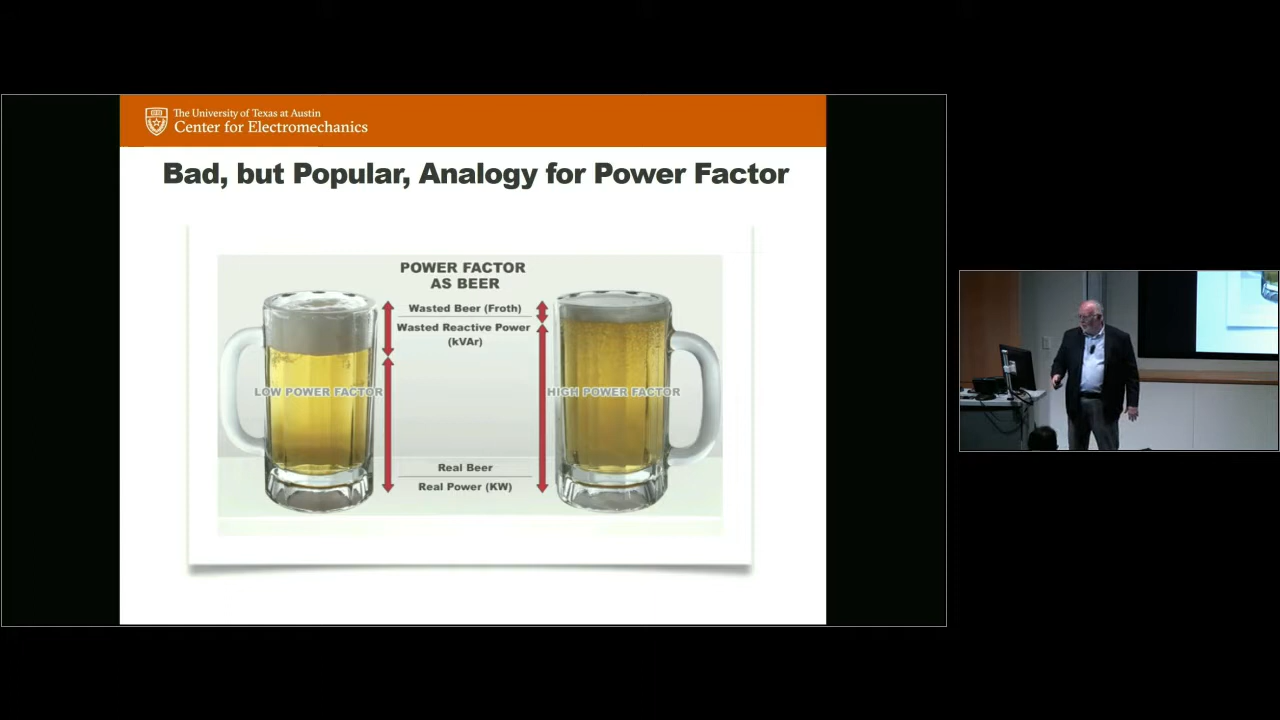 The University of Texas at Austin
Center for Electromechanics
Bad, but Popular, Analogy for Power Factor
POWER FACTOR
AS BEER
Wasted Beer (Froth)
Wasted Reactive Power
(kVAr)
LOW POWER FACTOR
HIGH POWER FACTOR
Real Beer
Real Power (KW)